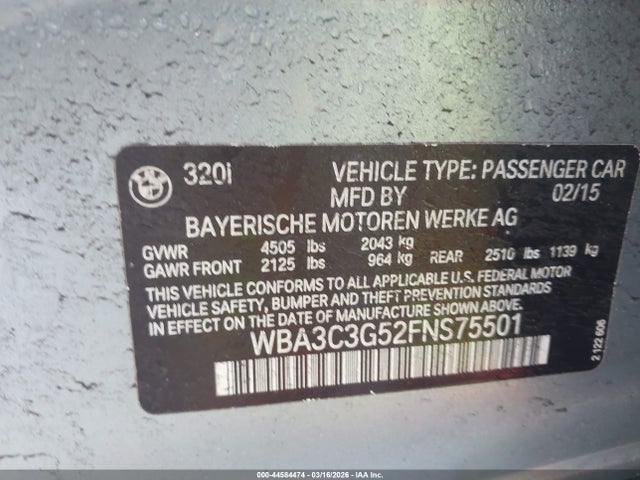 320i VEHICLE TYPE: PASSENGER CAR
MFD BY 02/15
BAYERISCHE MOTOREN WERKE AG
GVWR 4505 lbs 2043 kg
GAWR FRONT 2125 lbs 964 kg REAR 2510 lbs 1139 kg
THIS VEHICLE CONFORMS TO ALL APPLICABLE U.S. FEDERAL MOTOR
VEHICLE SAFETY, BUMPER AND THEFT PREVENTION STANDARDS
IN EFFECT ON THE DATE OF MANUFACTURE SHOWN ABOVE.
WBA3C3G52FNS75501
2 122 606
000-44584474 | 03/16/2026 | IAA Inc.